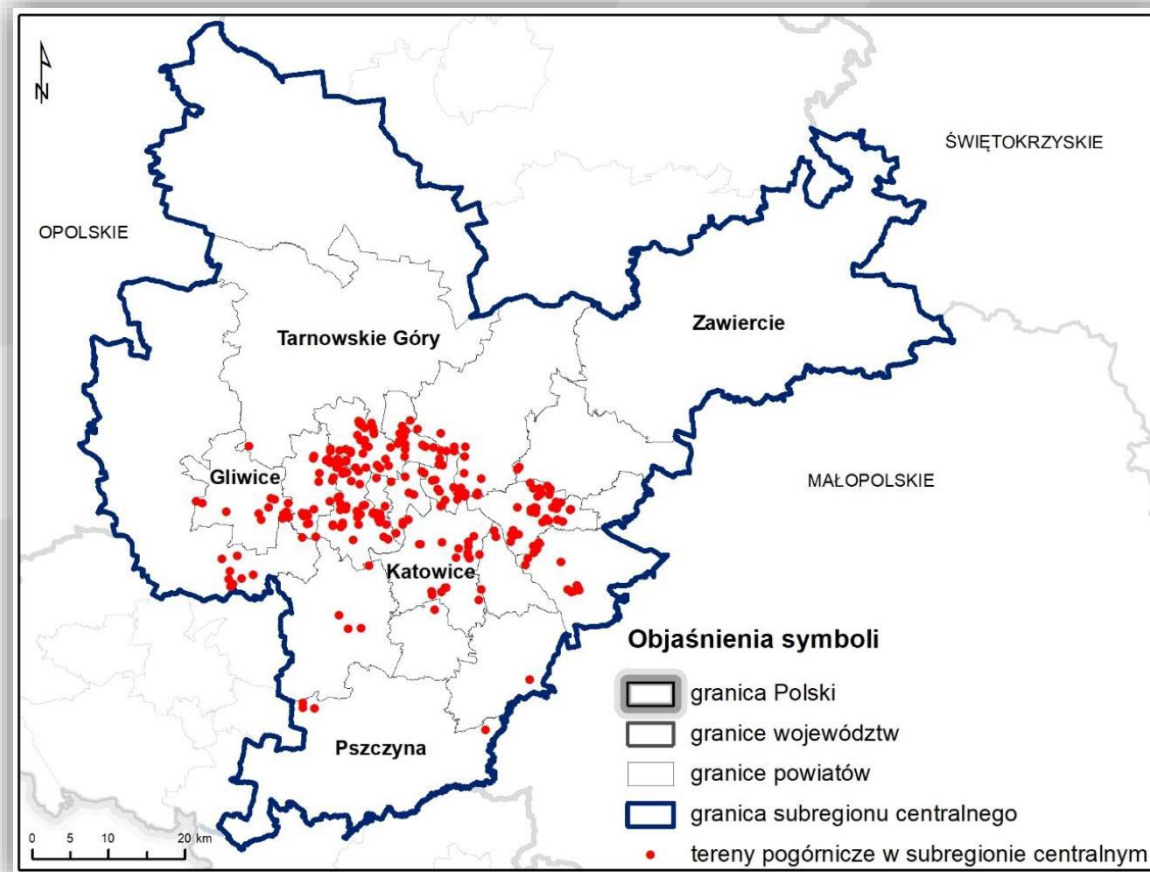 N
ŚWIĘTOKRZYSKIE
OPOLSKIE
Zawiercie
Tarnowskie Góry
Gliwice
MAŁOPOLSKIE
Katowice
Pszczyna
Objaśnienia symboli
granica Polski
granice województw
granice powiatów
granica subregionu centralnego
tereny pogórnicze w subregionie centralnym
0 5 10 20 km